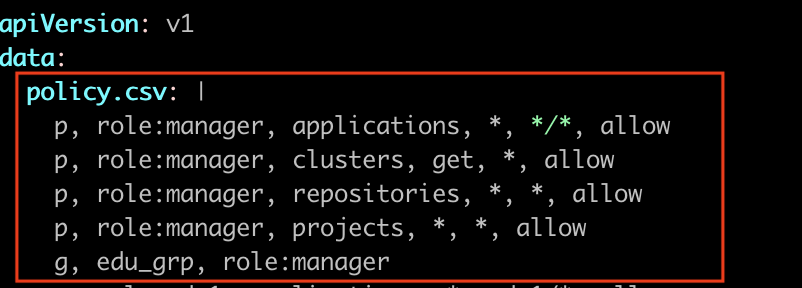 apiVersion: v1
data:
policy.csv: |
p, role:manager, applications, *, */*, allow
p, role:manager, clusters, get, *, allow
p, role:manager, repositories, *, *, allow
p, role:manager, projects, *, *, allow
g, edu_grp, role:manager